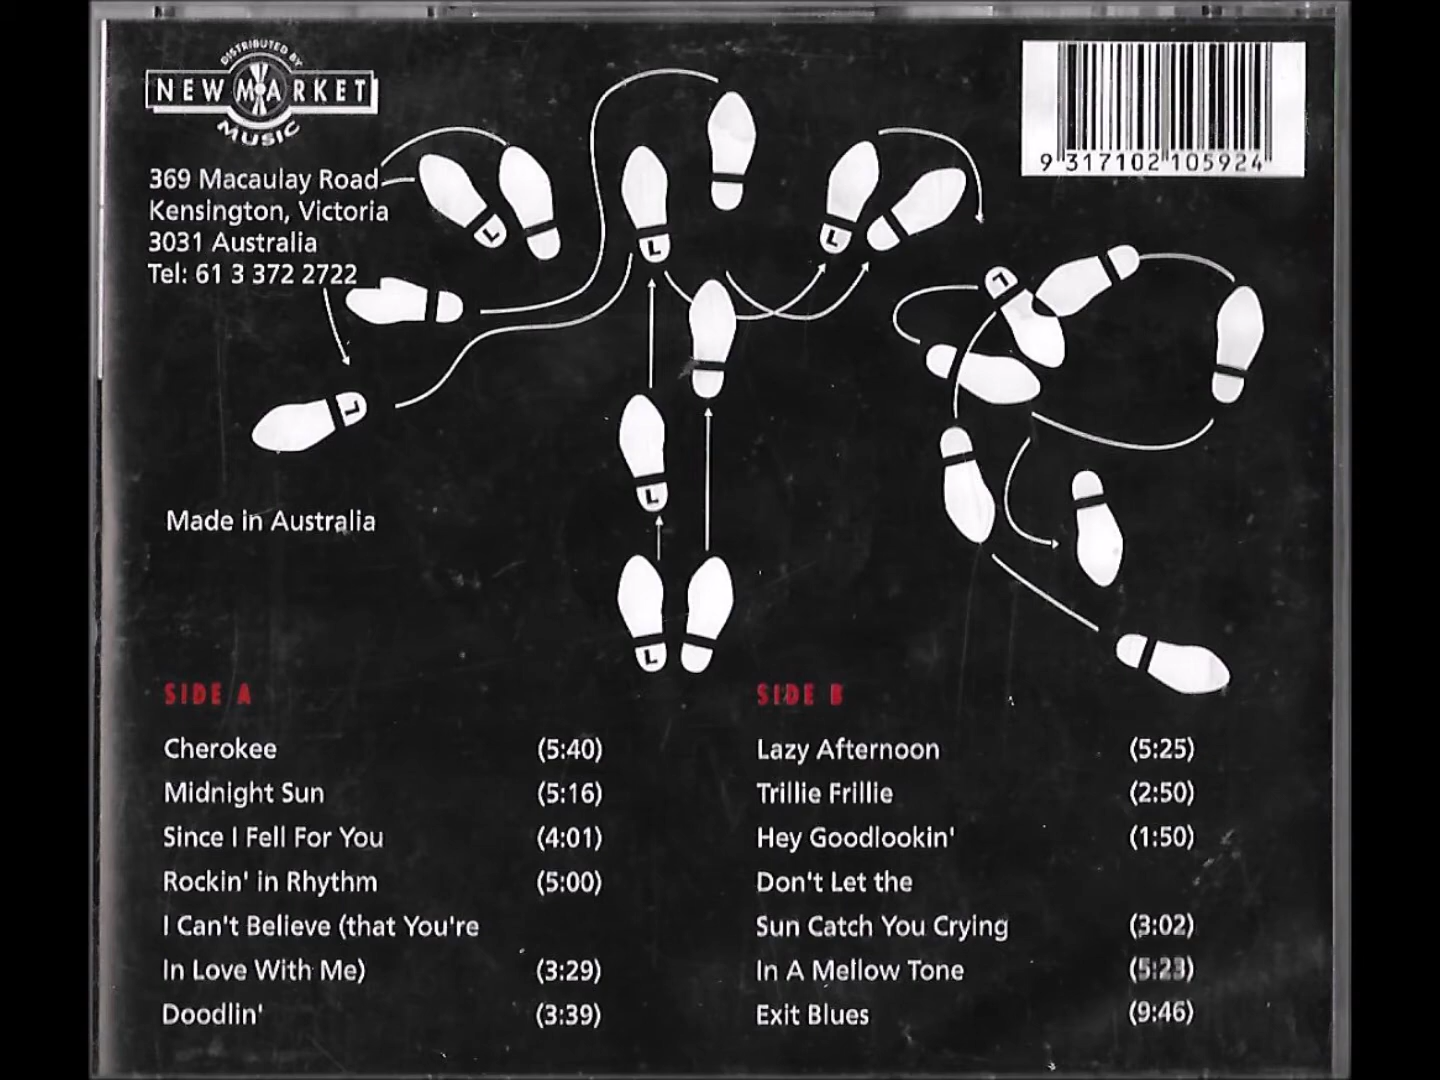 DISTRIBUTED BY
NEWMARKET
MUSIC
369 Macaulay Road
Kensington, Victoria
3031 Australia
Tel: 61 3 372 2722
9 317102 105924
L
L
L
L
L
L
L
Made in Australia
SIDE A
Cherokee (5:40)
Midnight Sun (5:16)
Since I Fell For You (4:01)
Rockin' in Rhythm (5:00)
I Can't Believe (that You're
In Love With Me) (3:29)
Doodlin' (3:39)
SIDE B
Lazy Afternoon (5:25)
Trillie Frillie (2:50)
Hey Goodlookin' (1:50)
Don't Let the
Sun Catch You Crying (3:02)
In A Mellow Tone (5:23)
Exit Blues (9:46)